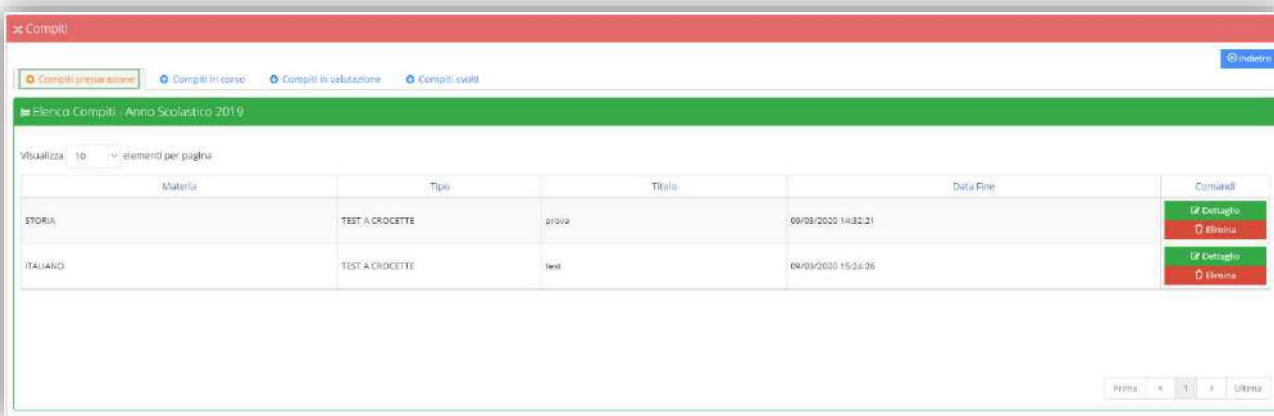 Compiti
Indietro
Compiti preparazione Compiti in corso Compiti in valutazione Compiti svolti
Elenco Compiti - Anno Scolastico 2019
Visualizza 10 elementi per pagina
Materia Tipo Titolo Data Fine Comandi
STORIA TEST A CROCETTE prova 09/03/2020 14:32:21 Dettaglio
Elimina
ITALIANO TEST A CROCETTE test 09/03/2020 15:24:26 Dettaglio
Elimina
Prima 1 Ultima